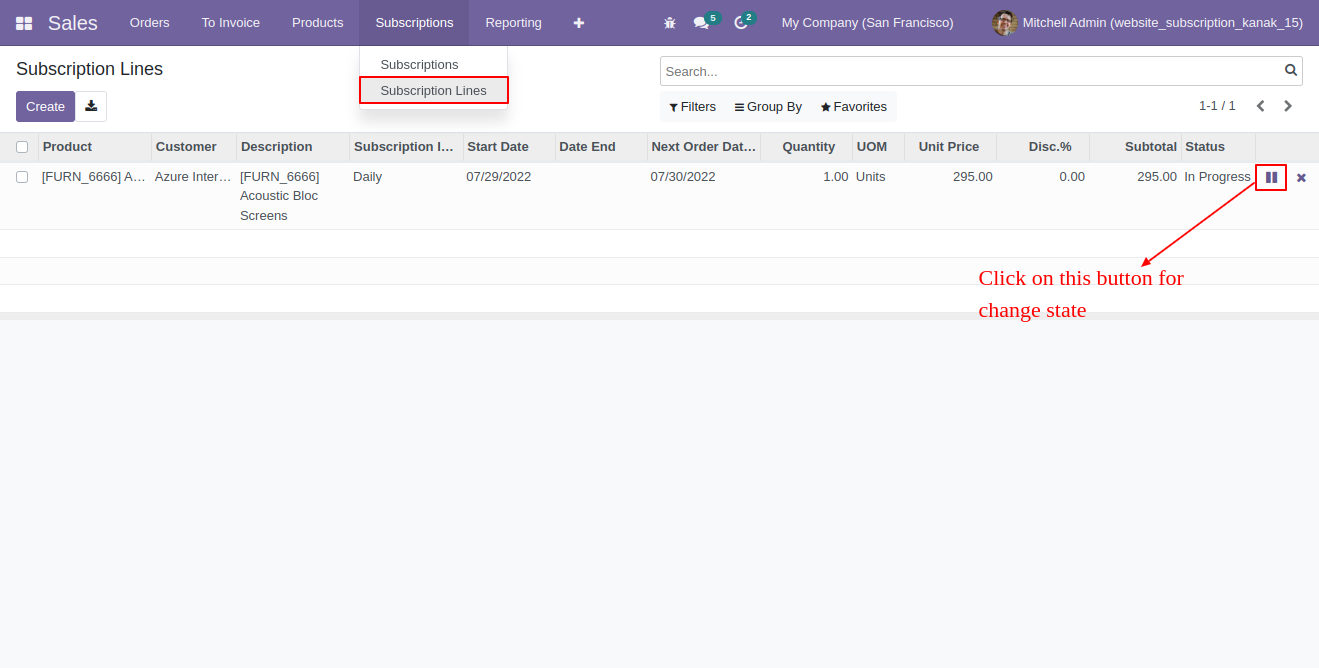 Sales Orders To Invoice Products Subscriptions Reporting 5 2 My Company (San Francisco) Mitchell Admin (website_subscription_kanak_15)
Subscriptions
Subscription Lines
Subscription Lines
Search...
Create
Filters Group By Favorites 1-1 / 1
Product Customer Description Subscription I... Start Date Date End Next Order Dat... Quantity UOM Unit Price Disc.% Subtotal Status
[FURN_6666] A... Azure Inter... [FURN_6666] Daily 07/29/2022 07/30/2022 1.00 Units 295.00 0.00 295.00 In Progress
Acoustic Bloc
Screens
Click on this button for
change state